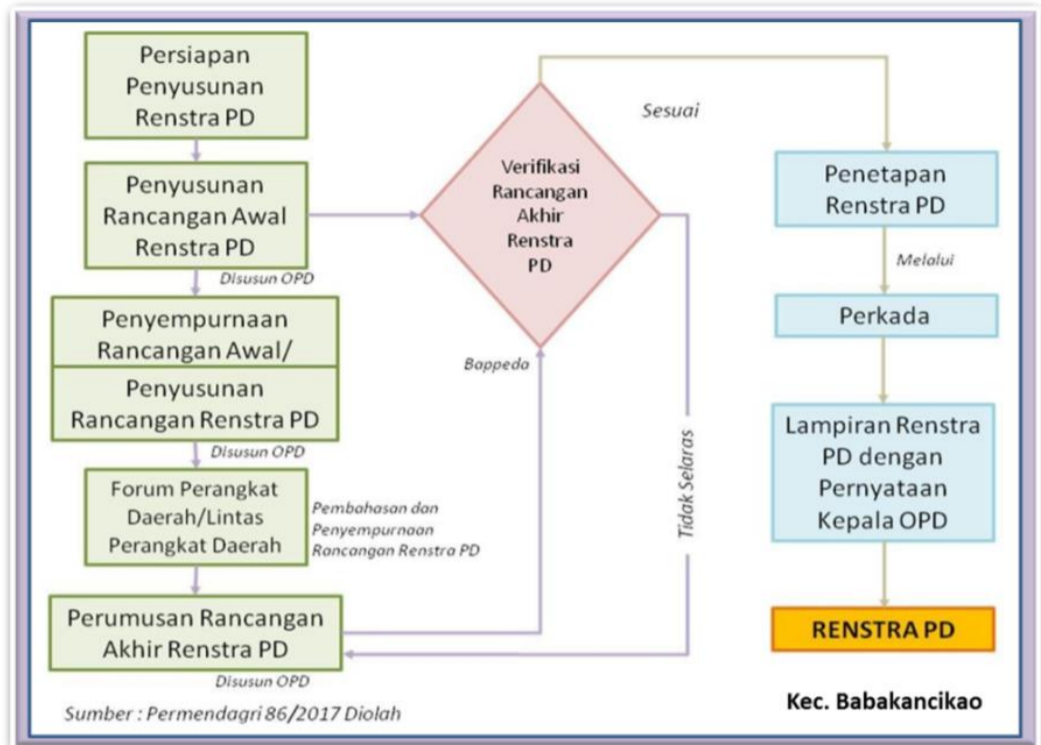 Persiapan
Penyusunan
Renstra PD
Penyusunan
Rancangan Awal
Renstra PD
Disusun OPD
Penyempurnaan
Rancangan Awal/
Penyusunan
Rancangan Renstra PD
Disusun OPD
Forum Perangkat
Daerah/Lintas
Perangkat Daerah
Pembahasan dan
Penyempurnaan
Rancangan Renstra PD
Perumusan Rancangan
Akhir Renstra PD
Disusun OPD
Verifikasi
Rancangan
Akhir
Renstra
PD
Bappeda
Tidak Selaras
Sesuai
Penetapan
Renstra PD
Melalui
Perkada
Lampiran Renstra
PD dengan
Pernyataan
Kepala OPD
RENSTRA PD
Sumber : Permendagri 86/2017 Diolah
Kec. Babakancikao